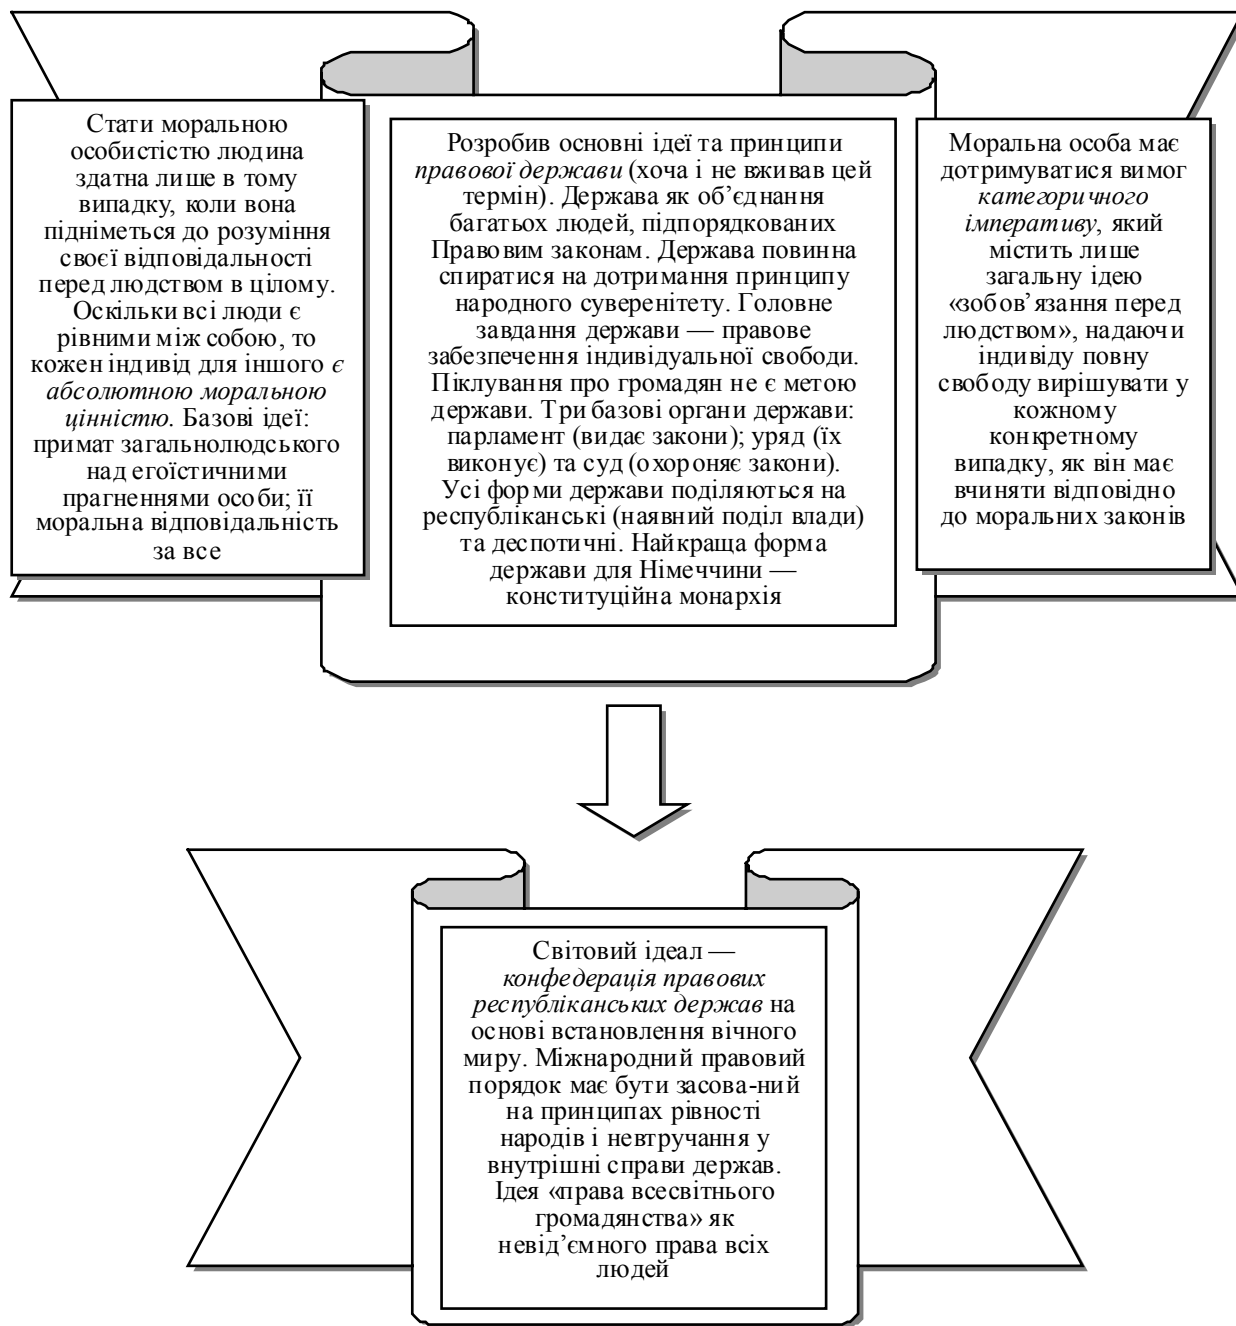 Стати моральною
особистістю людина
здатна лише в тому
випадку, коли вона
підніметься до розуміння
своєї відповідальності
перед людством в цілому.
Оскільки всі люди є
рівними між собою, то
кожен індивід для іншого є
абсолютною моральною
цінністю. Базові ідеї:
примат загальнолюдського
над егоїстичними
прагненнями особи; її
моральна відповідальність
за все
Розробив основні ідеї та принципи
правової держави (хоча і не вживав цей
термін). Держава як об’єднання
багатьох людей, підпорядкованих
Правовим законам. Держава повинна
спиратися на дотримання принципу
народного суверенітету. Головне
завдання держави — правове
забезпечення індивідуальної свободи.
Піклування про громадян не є метою
держави. Три базові органи держави:
парламент (видає закони); уряд (їх
виконує) та суд (охороняє закони).
Усі форми держави поділяються на
республіканські (наявний поділ влади)
та деспотичні. Найкраща форма
держави для Німеччини —
конституційна монархія
Моральна особа має
дотримуватися вимог
категоричного
імперативу, який
містить лише
загальну ідею
«зобов’язання перед
людством», надаючи
індивіду повну
свободу вирішувати у
кожному
конкретному
випадку, як він має
вчиняти відповідно
до моральних законів
Світовий ідеал —
конфедерація правових
республіканських держав на
основі встановлення вічного
миру. Міжнародний правовий
порядок має бути засова-ний
на принципах рівності
народів і невтручання у
внутрішні справи держав.
Ідея «права всесвітнього
громадянства» як
невід’ємного права всіх
людей